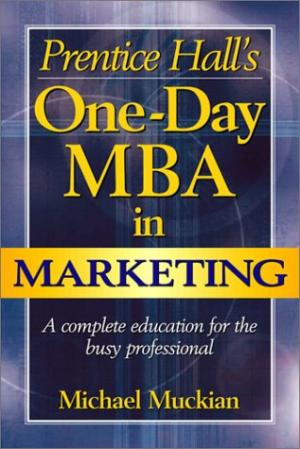 Prentice Hall's
One-Day
MBA
in
MARKETING
A complete education for the
busy professional
Michael Muckian